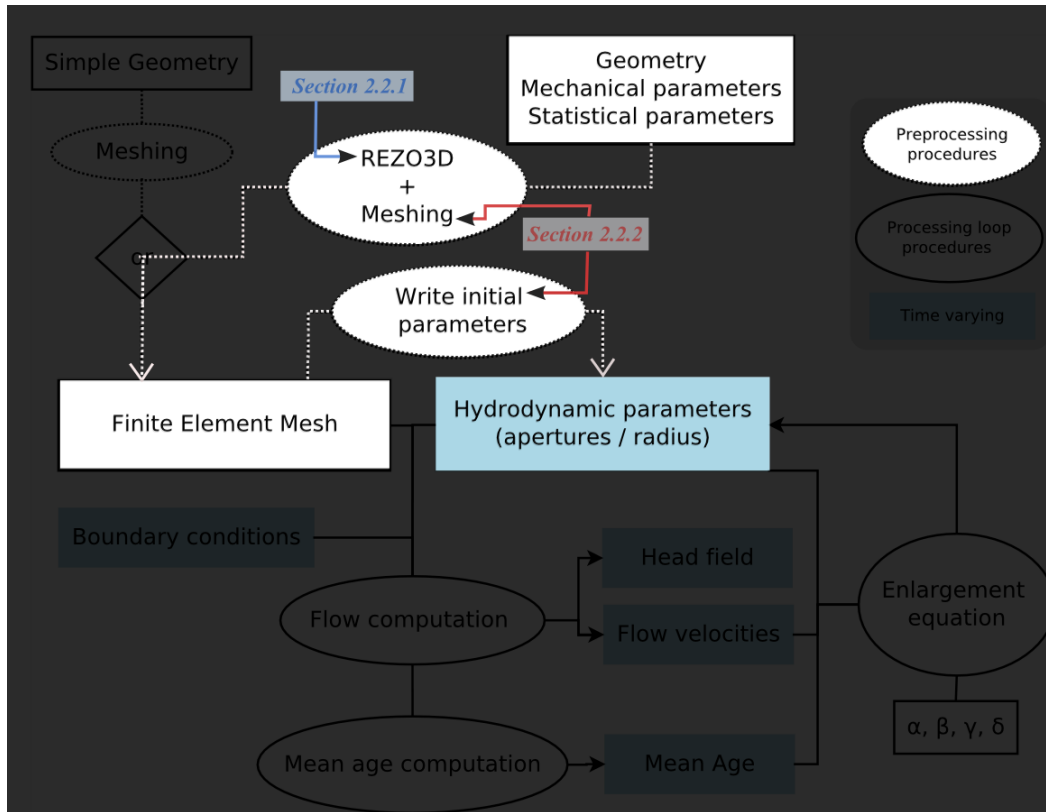 Simple Geometry
Meshing
or
Section 2.2.1
Geometry
Mechanical parameters
Statistical parameters
REZO3D
+
Meshing
Section 2.2.2
Write initial
parameters
Preprocessing
procedures
Processing loop
procedures
Time varying
Finite Element Mesh
Hydrodynamic parameters
(apertures / radius)
Boundary conditions
Head field
Flow computation
Flow velocities
Enlargement
equation
α, β, γ, δ
Mean age computation
Mean Age